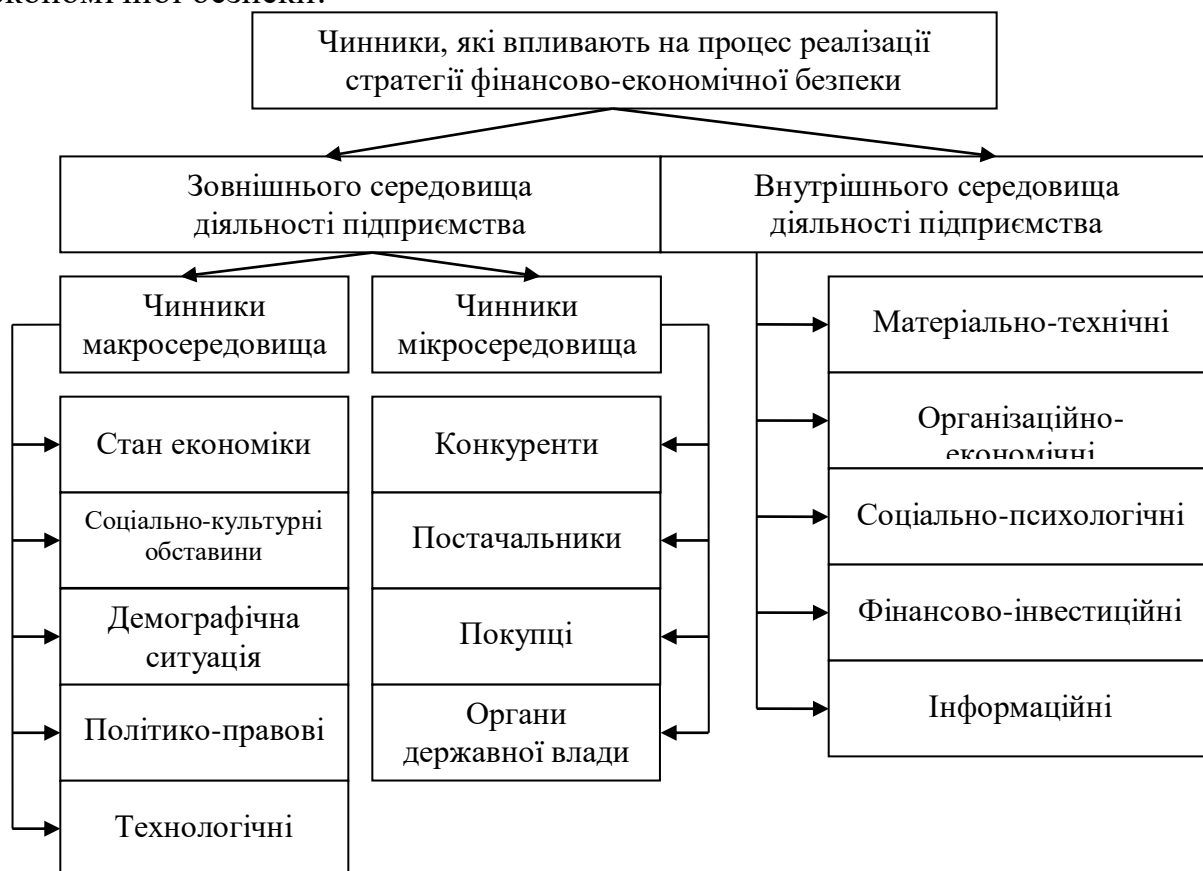 економічної безпеки.
Чинники, які впливають на процес реалізації
стратегії фінансово-економічної безпеки
Зовнішнього середовища
діяльності підприємства
Внутрішнього середовища
діяльності підприємства
Чинники
макросередовища
Чинники
мікросередовища
Стан економіки
Соціально-культурні
обставини
Демографічна
ситуація
Політико-правові
Технологічні
Конкуренти
Постачальники
Покупці
Органи
державної влади
Матеріально-технічні
Організаційно-
економічні
Соціально-психологічні
Фінансово-інвестиційні
Інформаційні